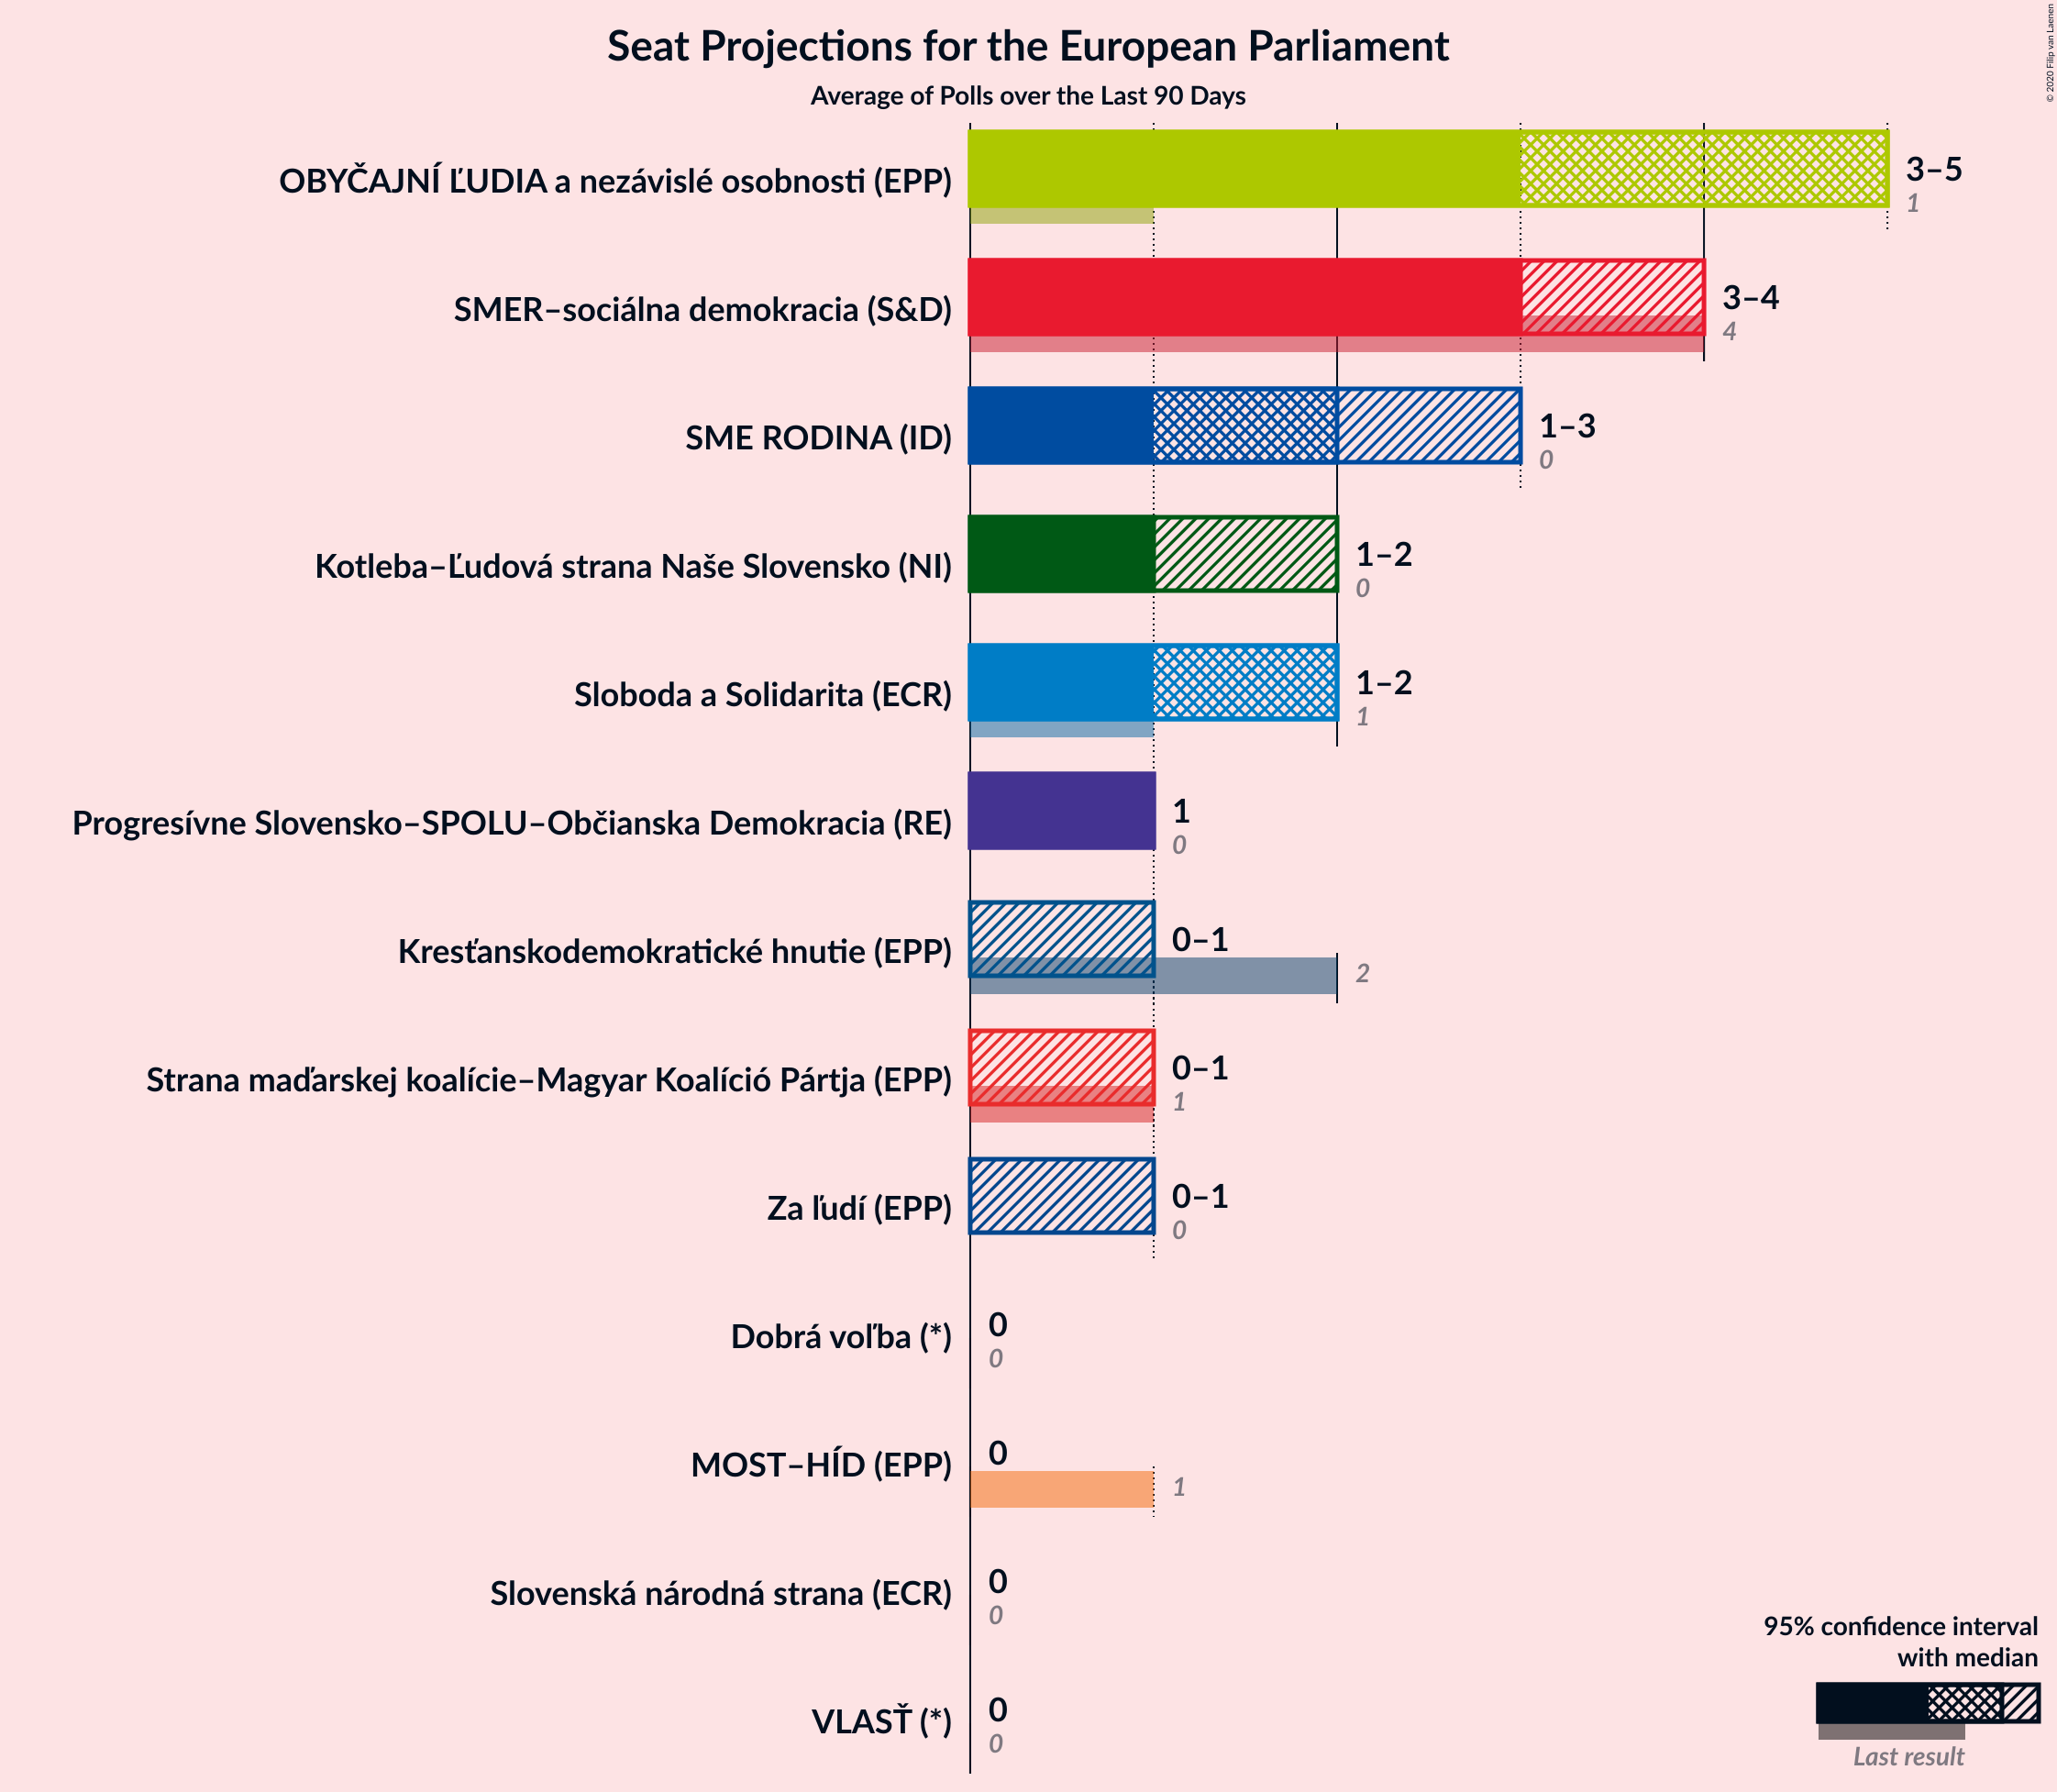 Seat Projections for the European Parliament
Average of Polls over the Last 90 Days
© 2020 Filip van Laenen
OBYČAJNÍ ĽUDIA a nezávislé osobnosti (EPP)
3–5
1
SMER–sociálna demokracia (S&D)
3–4
4
SME RODINA (ID)
1–3
0
Kotleba–Ľudová strana Naše Slovensko (NI)
1–2
0
Sloboda a Solidarita (ECR)
1–2
1
Progresívne Slovensko–SPOLU–Občianska Demokracia (RE)
1
0
Kresťanskodemokratické hnutie (EPP)
0–1
2
Strana maďarskej koalície–Magyar Koalíció Pártja (EPP)
0–1
1
Za ľudí (EPP)
0–1
0
Dobrá voľba (*)
0
0
MOST–HÍD (EPP)
0
1
Slovenská národná strana (ECR)
0
0
VLASŤ (*)
0
0
95% confidence interval
with median
Last result